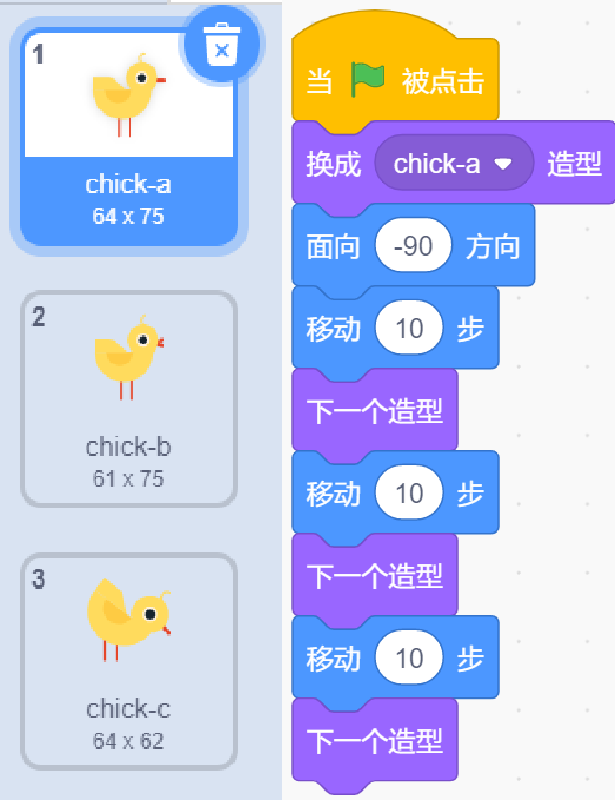 1
chick-a
64 x 75
2
chick-b
61 x 75
3
chick-c
64 x 62
当 被点击
换成 chick-a 造型
面向 -90 方向
移动 10 步
下一个造型
移动 10 步
下一个造型
移动 10 步
下一个造型